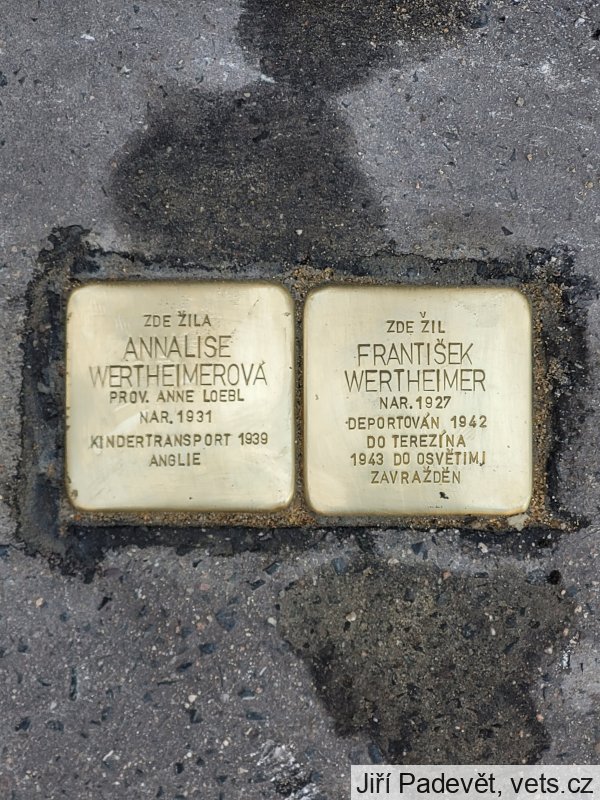 ZDE ŽILA
ANNALISE
WERTHEIMEROVÁ
PROV. ANNE LOEBL
NAR. 1931
KINDERTRANSPORT 1939
ANGLIE
ZDE ŽIL
FRANTIŠEK
WERTHEIMER
NAR. 1927
DEPORTOVÁN 1942
DO TEREZÍNA
1943 DO OSVĚTIMI
ZAVRAŽDĚN
Jiří Padevět, vets.cz